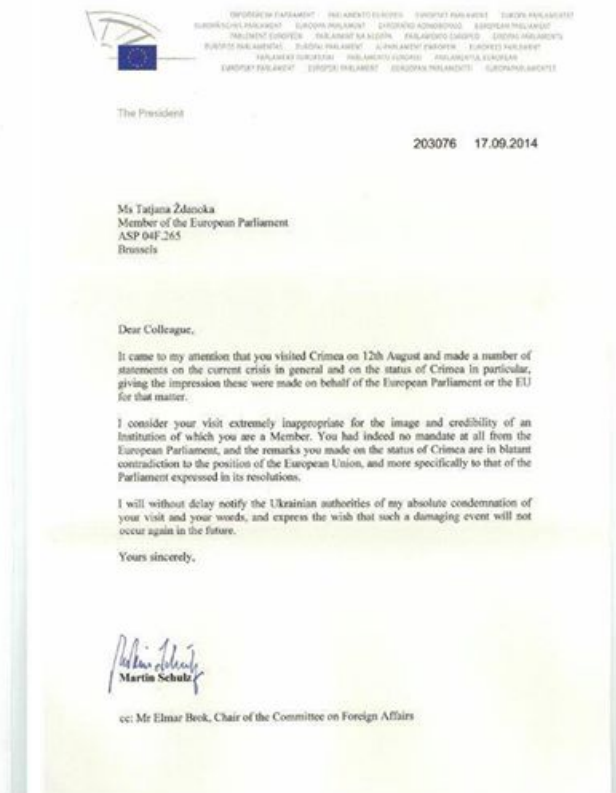 The President
203076 17.09.2014
Ms Tatjana Ždanoka
Member of the European Parliament
ASP 04F.265
Brussels
Dear Colleague,
It came to my attention that you visited Crimea on 12th August and made a number of
statements on the current crisis in general and on the status of Crimea in particular,
giving the impression these were made on behalf of the European Parliament or the EU
for that matter.
I consider your visit extremely inappropriate for the image and credibility of an
Institution of which you are a Member. You had indeed no mandate at all from the
European Parliament, and the remarks you made on the status of Crimea are in blatant
contradiction to the position of the European Union, and more specifically to that of the
Parliament expressed in its resolutions.
I will without delay notify the Ukrainian authorities of my absolute condemnation of
your visit and your words, and express the wish that such a damaging event will not
occur again in the future.
Yours sincerely,
Martin Schulz
cc: Mr Elmar Brok, Chair of the Committee on Foreign Affairs